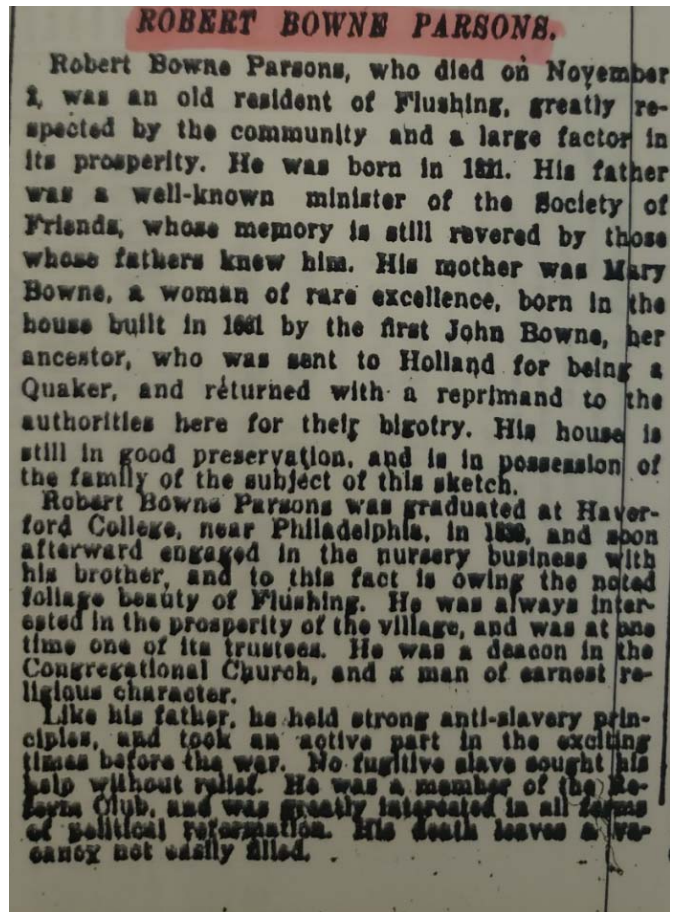 ROBERT BOWNE PARSONS.
Robert Bowne Parsons, who died on November
2, was an old resident of Flushing, greatly re-
spected by the community and a large factor in
its prosperity. He was born in 1821. His father
was a well-known minister of the Society of
Friends, whose memory is still revered by those
whose fathers knew him. His mother was Mary
Bowne, a woman of rare excellence, born in the
house built in 1661 by the first John Bowne, her
ancestor, who was sent to Holland for being a
Quaker, and returned with a reprimand to the
authorities here for their bigotry. His house is
still in good preservation, and is in possession of
the family of the subject of this sketch.
Robert Bowne Parsons was graduated at Haver-
ford College, near Philadelphia, in and soon
afterward engaged in the nursery business with
his brother, and to this fact is owing the noted
foliage beauty of Flushing. He was always inter-
ested in the prosperity of the village, and was at one
time one of its trustees. He was a deacon in the
Congregational Church, and a man of earnest re-
ligious character.
Like his father, he held strong anti-slavery prin-
ciples, and took an active part in the exciting
times before the war. No fugitive slave sought his
help without relief. He was a member of the Re-
form Club, and was greatly interested in all forms
of political reformation. His death leaves a va-
cancy not easily filled.